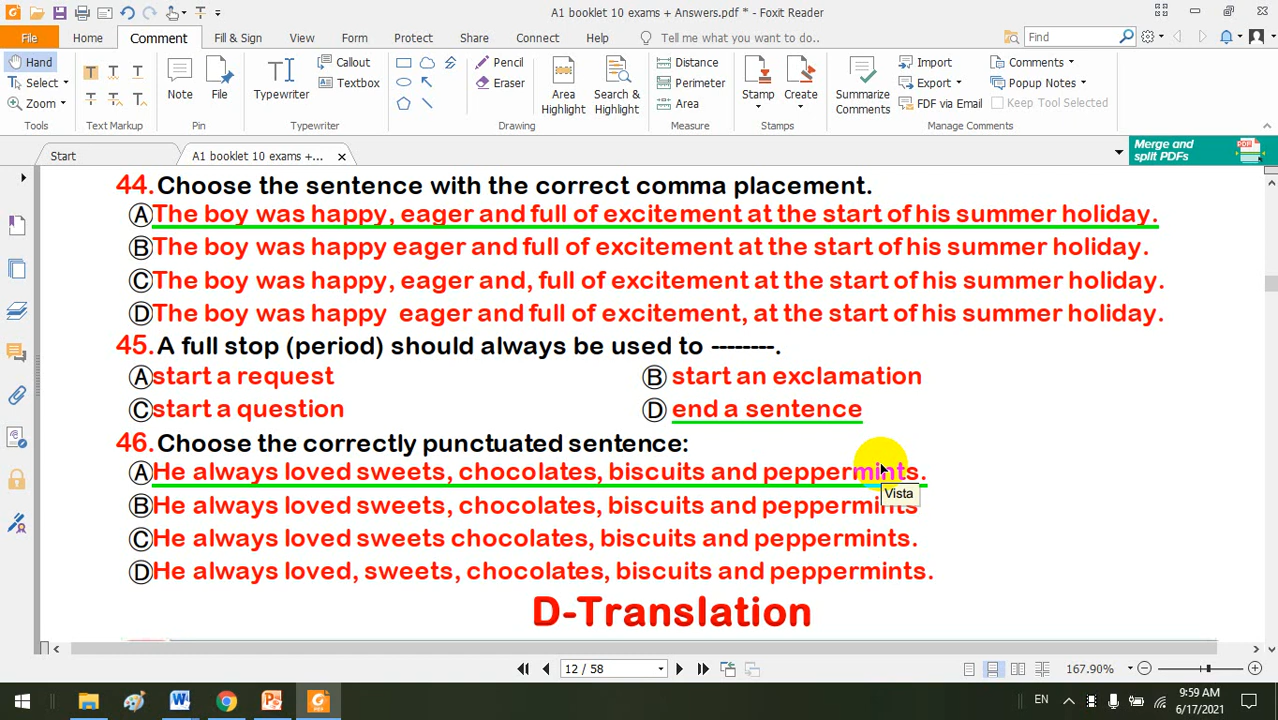 A1 booklet 10 exams + Answers.pdf * - Foxit Reader
File Home Comment Fill & Sign View Form Protect Share Connect Help Tell me what you want to do.. Find
Hand
Select
Zoom
Tools
Text Markup
Note
File
Pin
Typewriter
Callout
Textbox
Typewriter
Pencil
Eraser
Area Highlight
Search & Highlight
Drawing
Distance
Perimeter
Area
Measure
Stamp
Create
Stamps
Summarize Comments
Import
Export
FDF via Email
Comments
Popup Notes
Keep Tool Selected
Manage Comments
Start A1 booklet 10 exams +... Merge and
split PDFs
44. Choose the sentence with the correct comma placement.
Ⓐ The boy was happy, eager and full of excitement at the start of his summer holiday.
Ⓑ The boy was happy eager and full of excitement at the start of his summer holiday.
Ⓒ The boy was happy, eager and, full of excitement at the start of his summer holiday.
Ⓓ The boy was happy eager and full of excitement, at the start of his summer holiday.
45. A full stop (period) should always be used to --------.
Ⓐ start a request Ⓑ start an exclamation
Ⓒ start a question Ⓓ end a sentence
46. Choose the correctly punctuated sentence:
Ⓐ He always loved sweets, chocolates, biscuits and peppermints.
Vista
Ⓑ He always loved sweets, chocolates, biscuits and peppermints
Ⓒ He always loved sweets chocolates, biscuits and peppermints.
Ⓓ He always loved, sweets, chocolates, biscuits and peppermints.
D-Translation
12 / 58 167.90%
EN 9:59 AM
6/17/2021